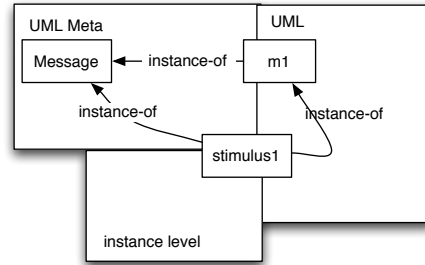 UML Meta
UML
Message
instance-of
m1
instance-of
instance-of
stimulus1
instance level